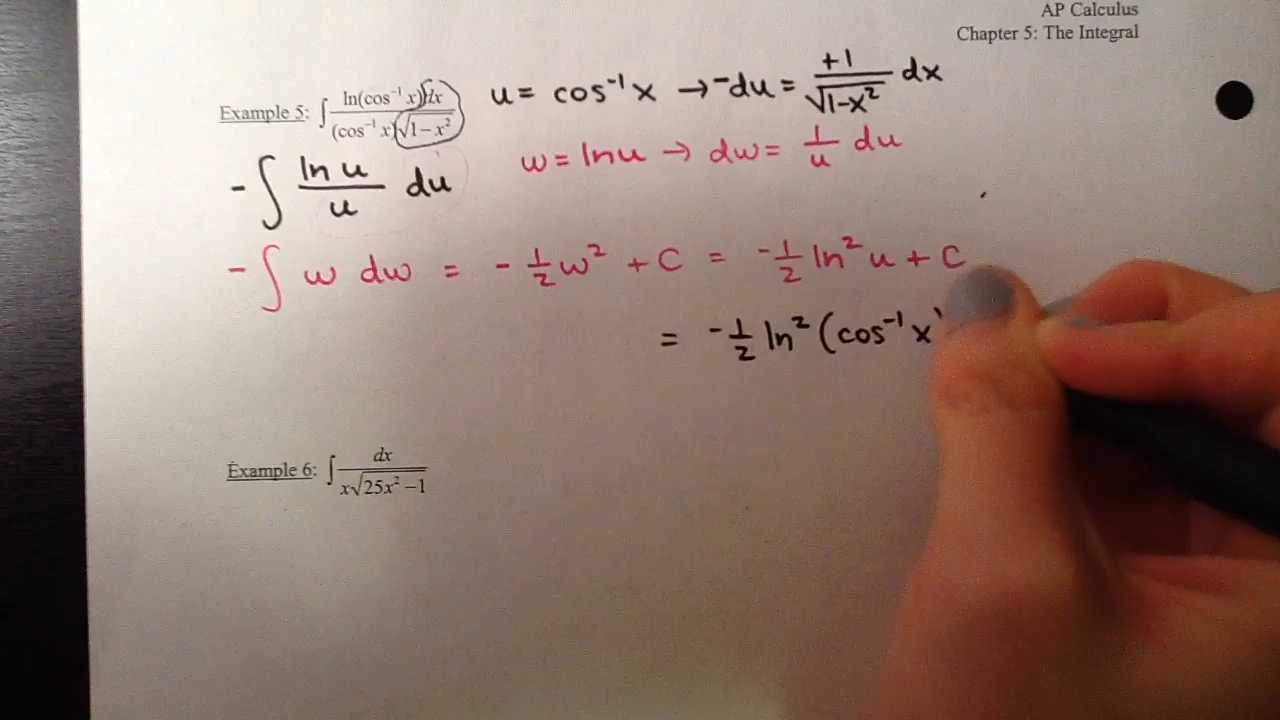 AP Calculus
Chapter 5: The Integral
Example 5: ∫ ln(cos⁻¹ x)dx / (cos⁻¹ x)√1−x²
u = cos⁻¹x → -du = +1/√1-x² dx
-∫ ln u / u du
w = ln u → dw = 1/u du
-∫ w dw = -1/2 w² + C = -1/2 ln² u + C
= -1/2 ln² (cos⁻¹ x)
Example 6: ∫ dx / x√25x² −1